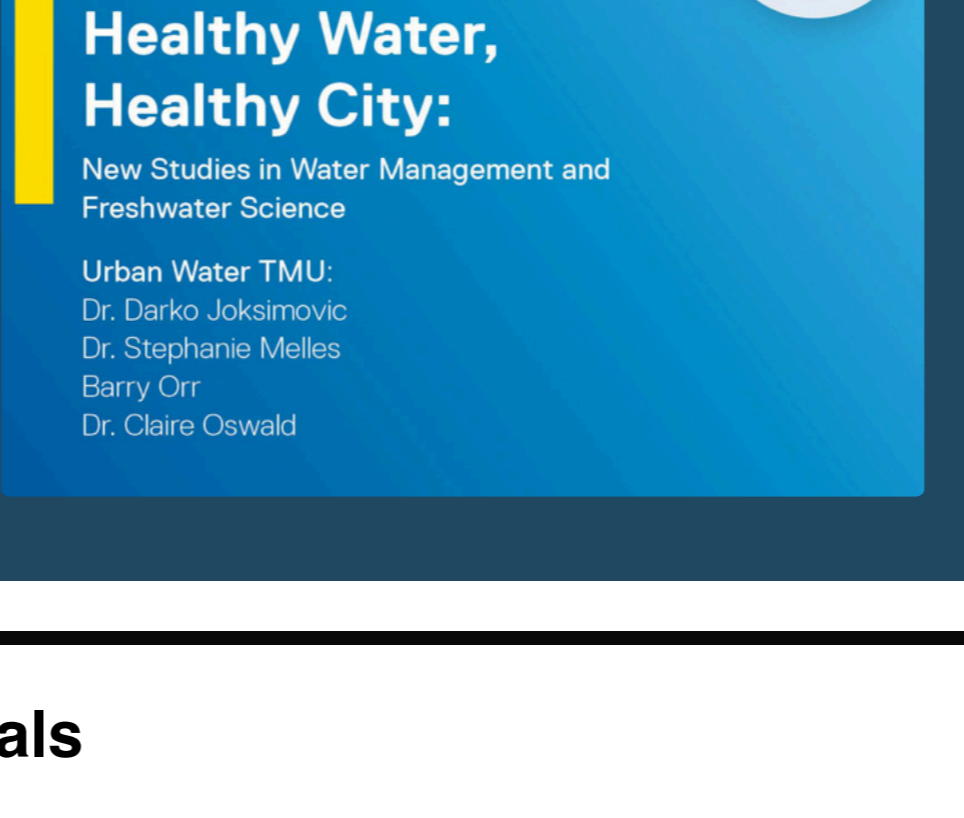 Healthy Water,
Healthy City:
New Studies in Water Management and
Freshwater Science
Urban Water TMU:
Dr. Darko Joksimovic
Dr. Stephanie Melles
Barry Orr
Dr. Claire Oswald
als